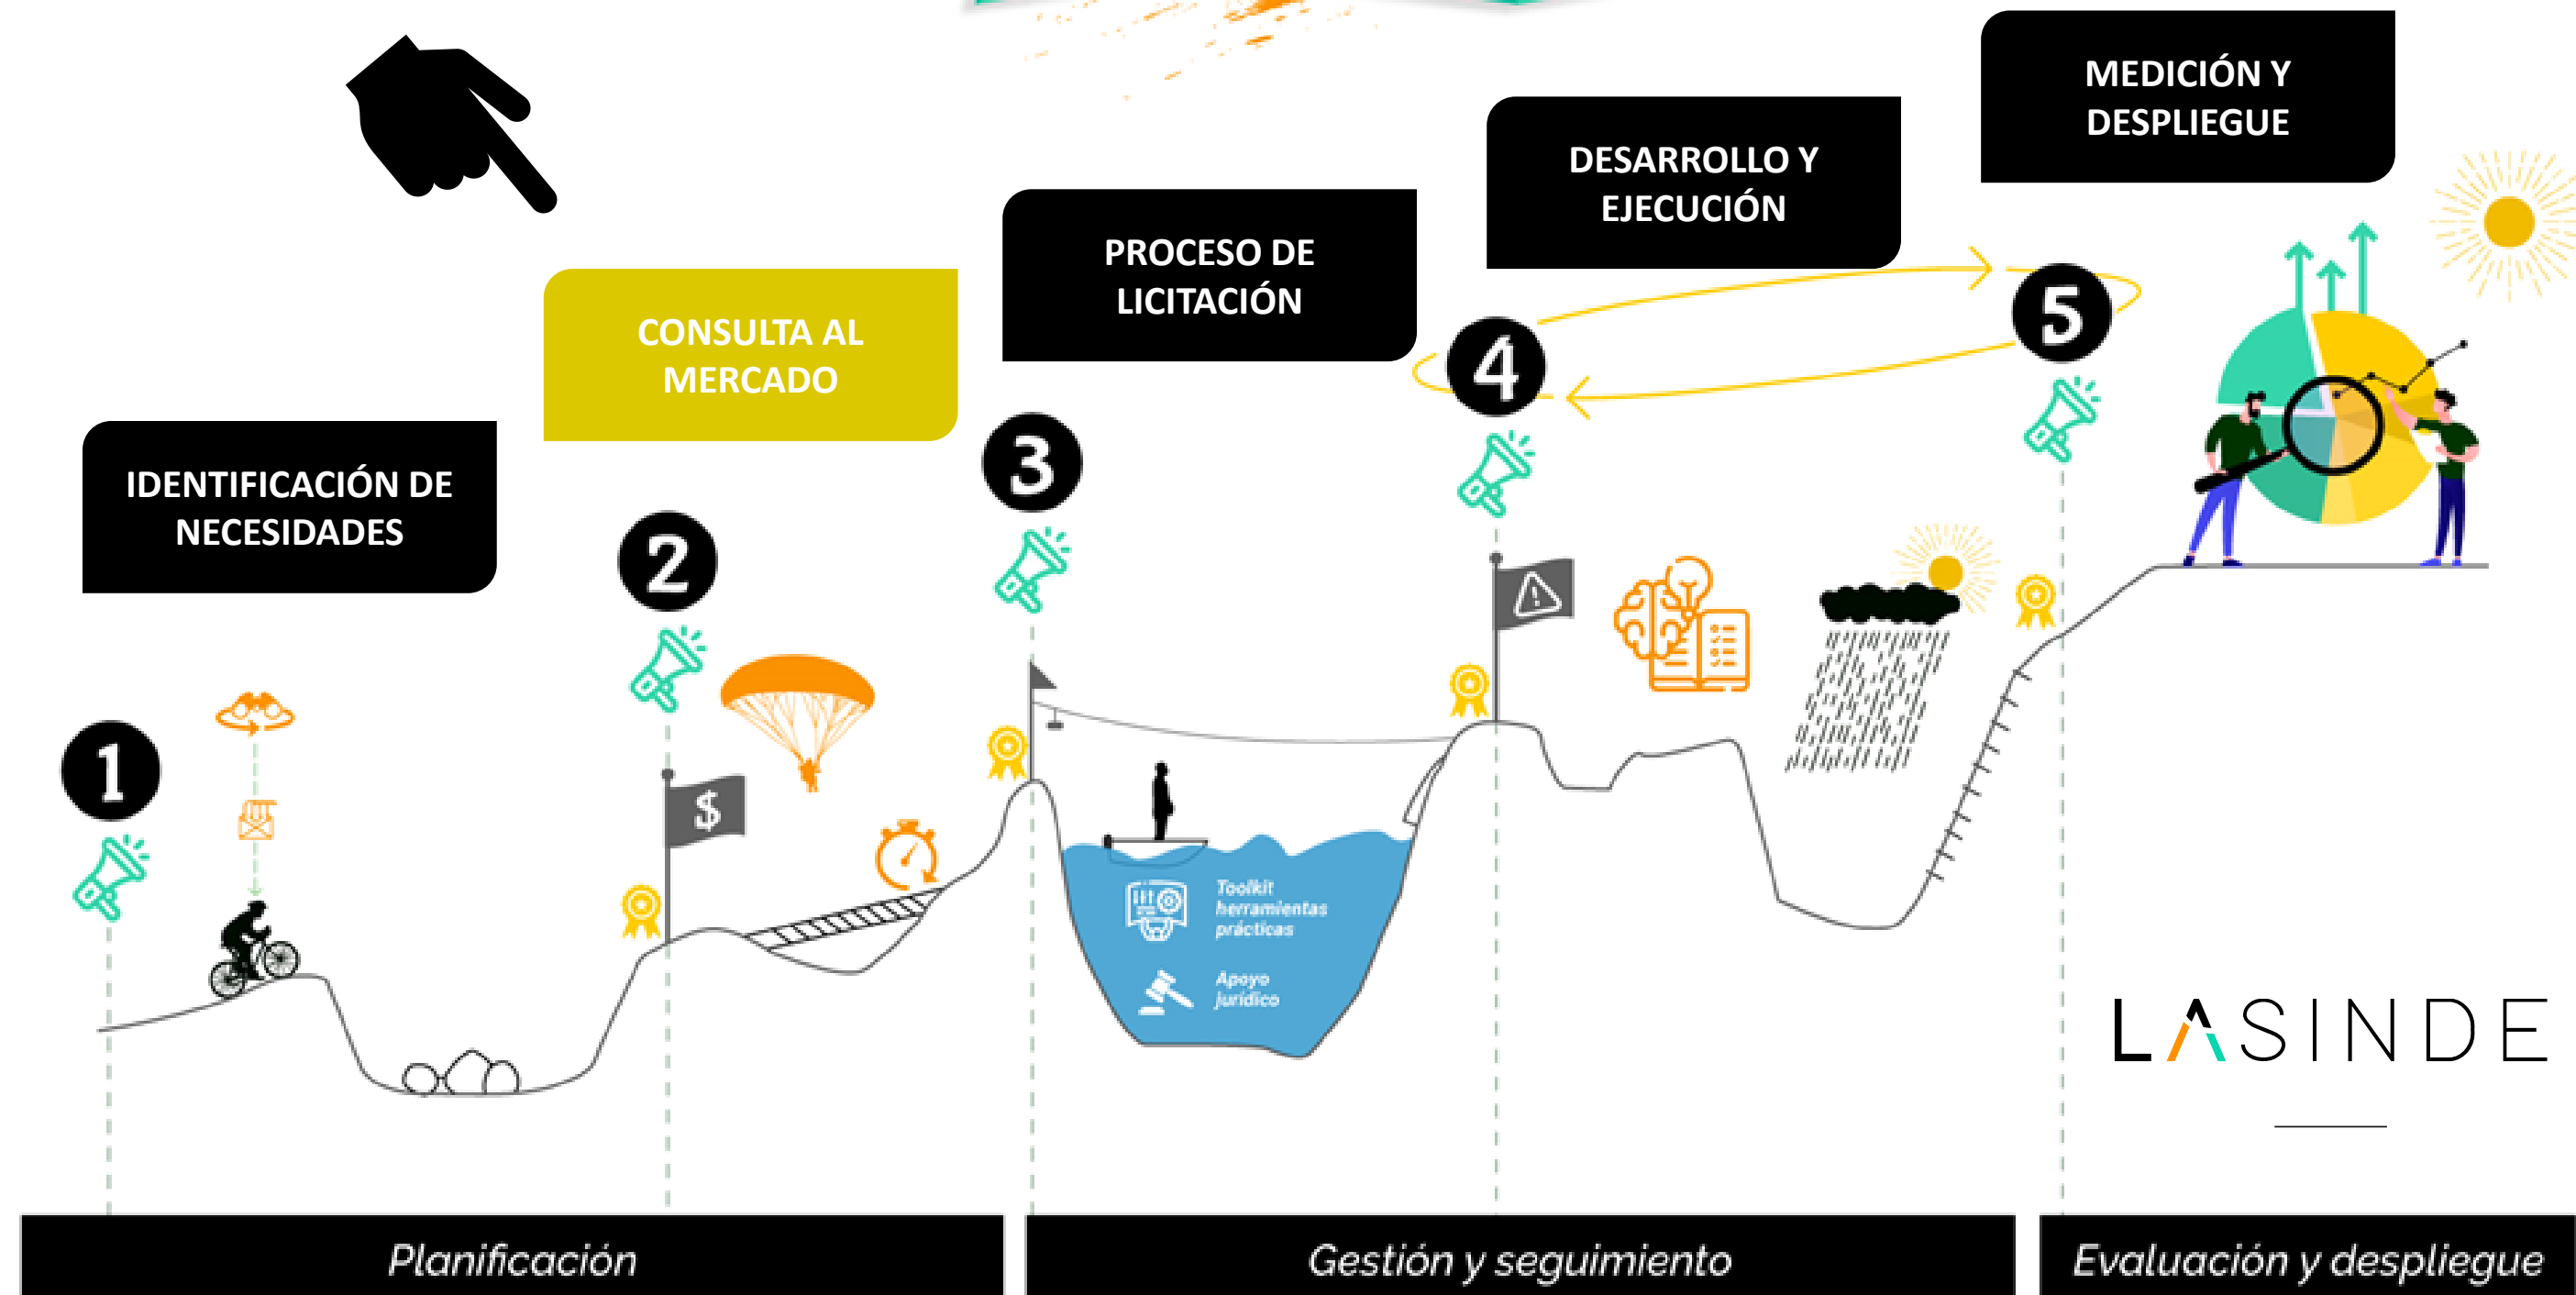 MEDICIÓN Y
DESPLIEGUE
DESARROLLO Y
EJECUCIÓN
PROCESO DE
LICITACIÓN
CONSULTA AL
MERCADO
IDENTIFICACIÓN DE
NECESIDADES
1
2
3
4
5
$
Toolkit
herramientas
prácticas
Apoyo
jurídico
LASINDE
Planificación
Gestión y seguimiento
Evaluación y despliegue